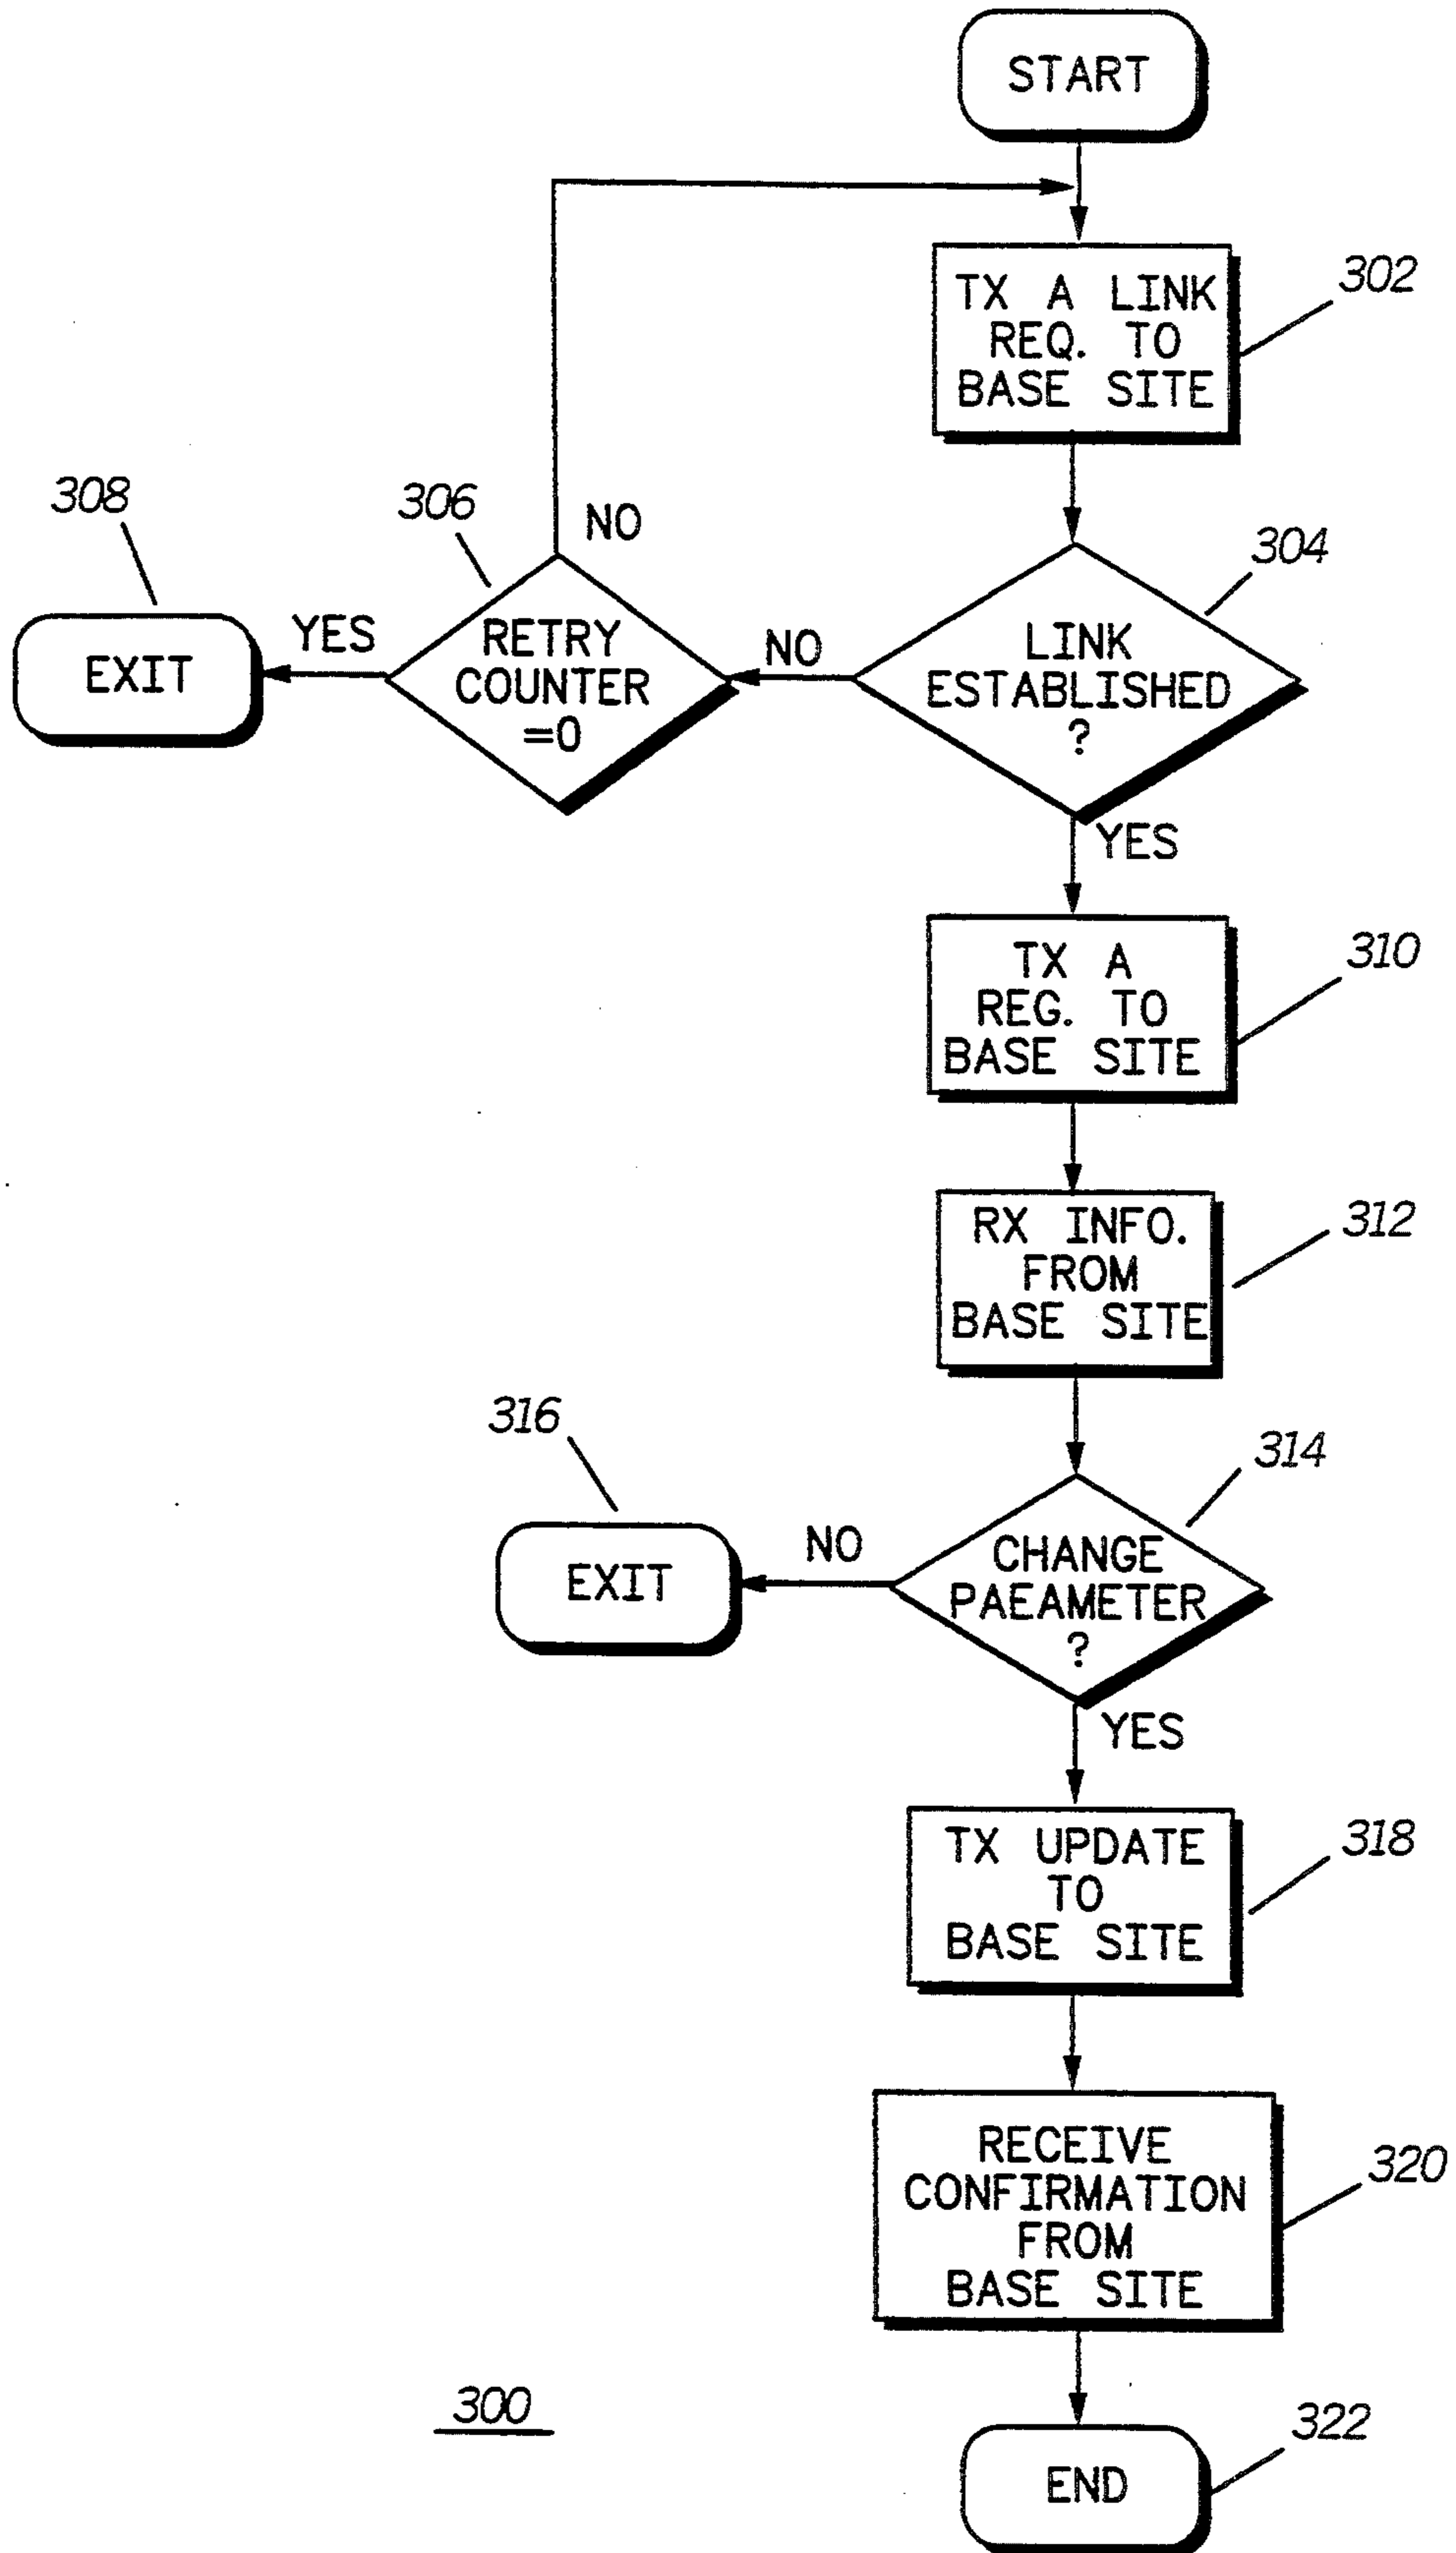 START
TX A LINK
REQ. TO
BASE SITE
302
308
306
NO
304
EXIT
YES
RETRY
COUNTER
=0
NO
LINK
ESTABLISHED
?
YES
TX A
REG. TO
BASE SITE
310
RX INFO.
FROM
BASE SITE
312
316
314
EXIT
NO
CHANGE
PAEAMETER
?
YES
TX UPDATE
TO
BASE SITE
318
RECEIVE
CONFIRMATION
FROM
BASE SITE
320
300
322
END